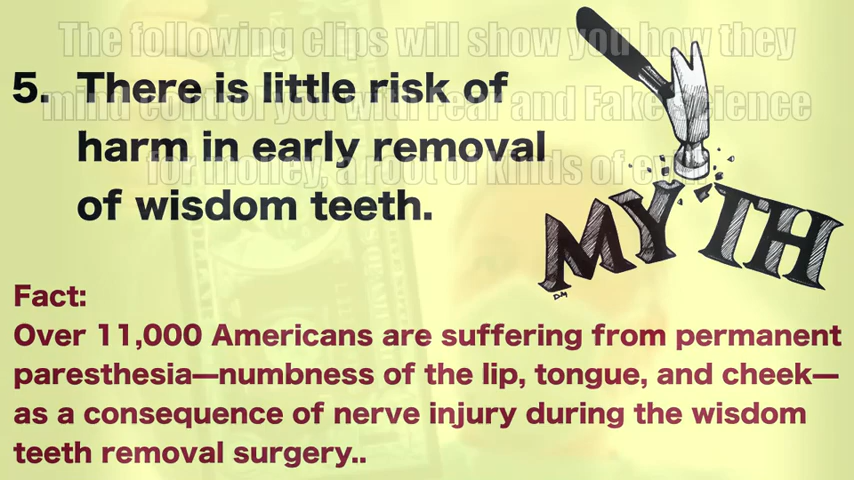 The following clips will show you how they
mind control you with Fear and Fake Science
for money, a root of kinds of evil
5. There is little risk of
harm in early removal
of wisdom teeth.
MYTH
Fact:
Over 11,000 Americans are suffering from permanent
paresthesia—numbness of the lip, tongue, and cheek—
as a consequence of nerve injury during the wisdom
teeth removal surgery..